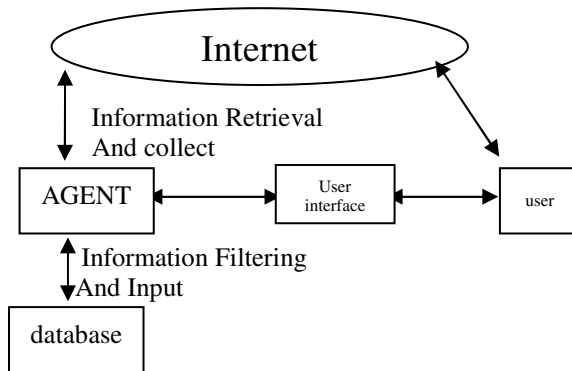 Internet
Information Retrieval
And collect
AGENT
User
interface
user
Information Filtering
And Input
database